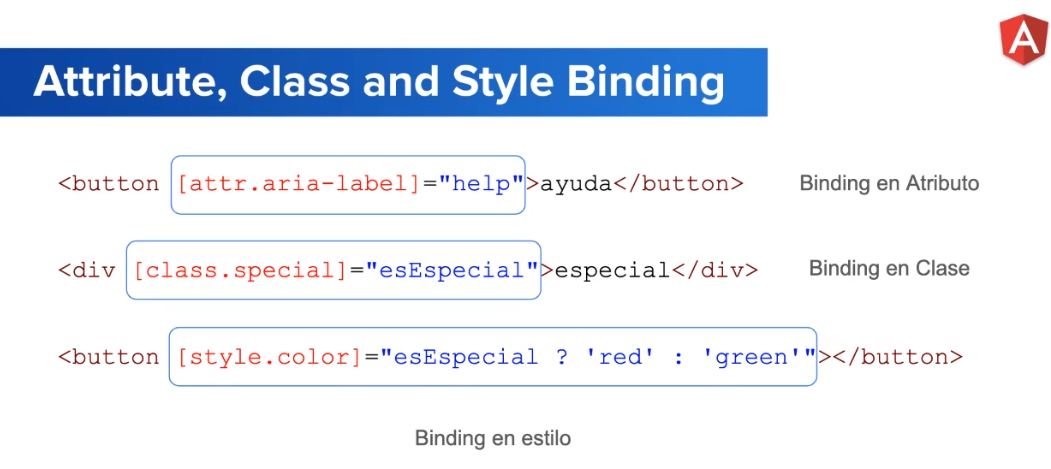 Attribute, Class and Style Binding
<button [attr.aria-label]="help">ayuda</button> Binding en Atributo
<div [class.special]="esEspecial">especial</div> Binding en Clase
<button [style.color]="esEspecial ? 'red' : 'green'"></button>
Binding en estilo
A